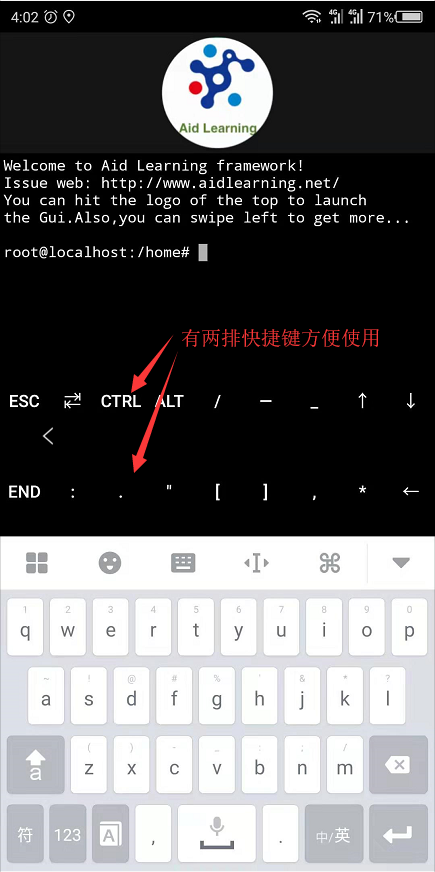 4:02 4G 4G 71%
Aid Learning
Welcome to Aid Learning framework!
Issue web: http://www.aidlearning.net/
You can hit the logo of the top to launch
the Gui.Also,you can swipe left to get more...
root@localhost:/home#
有两排快捷键方便使用
ESC CTRL ALT / — _ ↑ ↓
END : . " [ ] , * ←
1 2 3 4 5 6 7 8 9 0
q w e r t y u i o p
~ ! @ # % ' & * ?
a s d f g h j k l
( ) - _ : ; /
a z x c v b n m
符 123 A , . 中/英